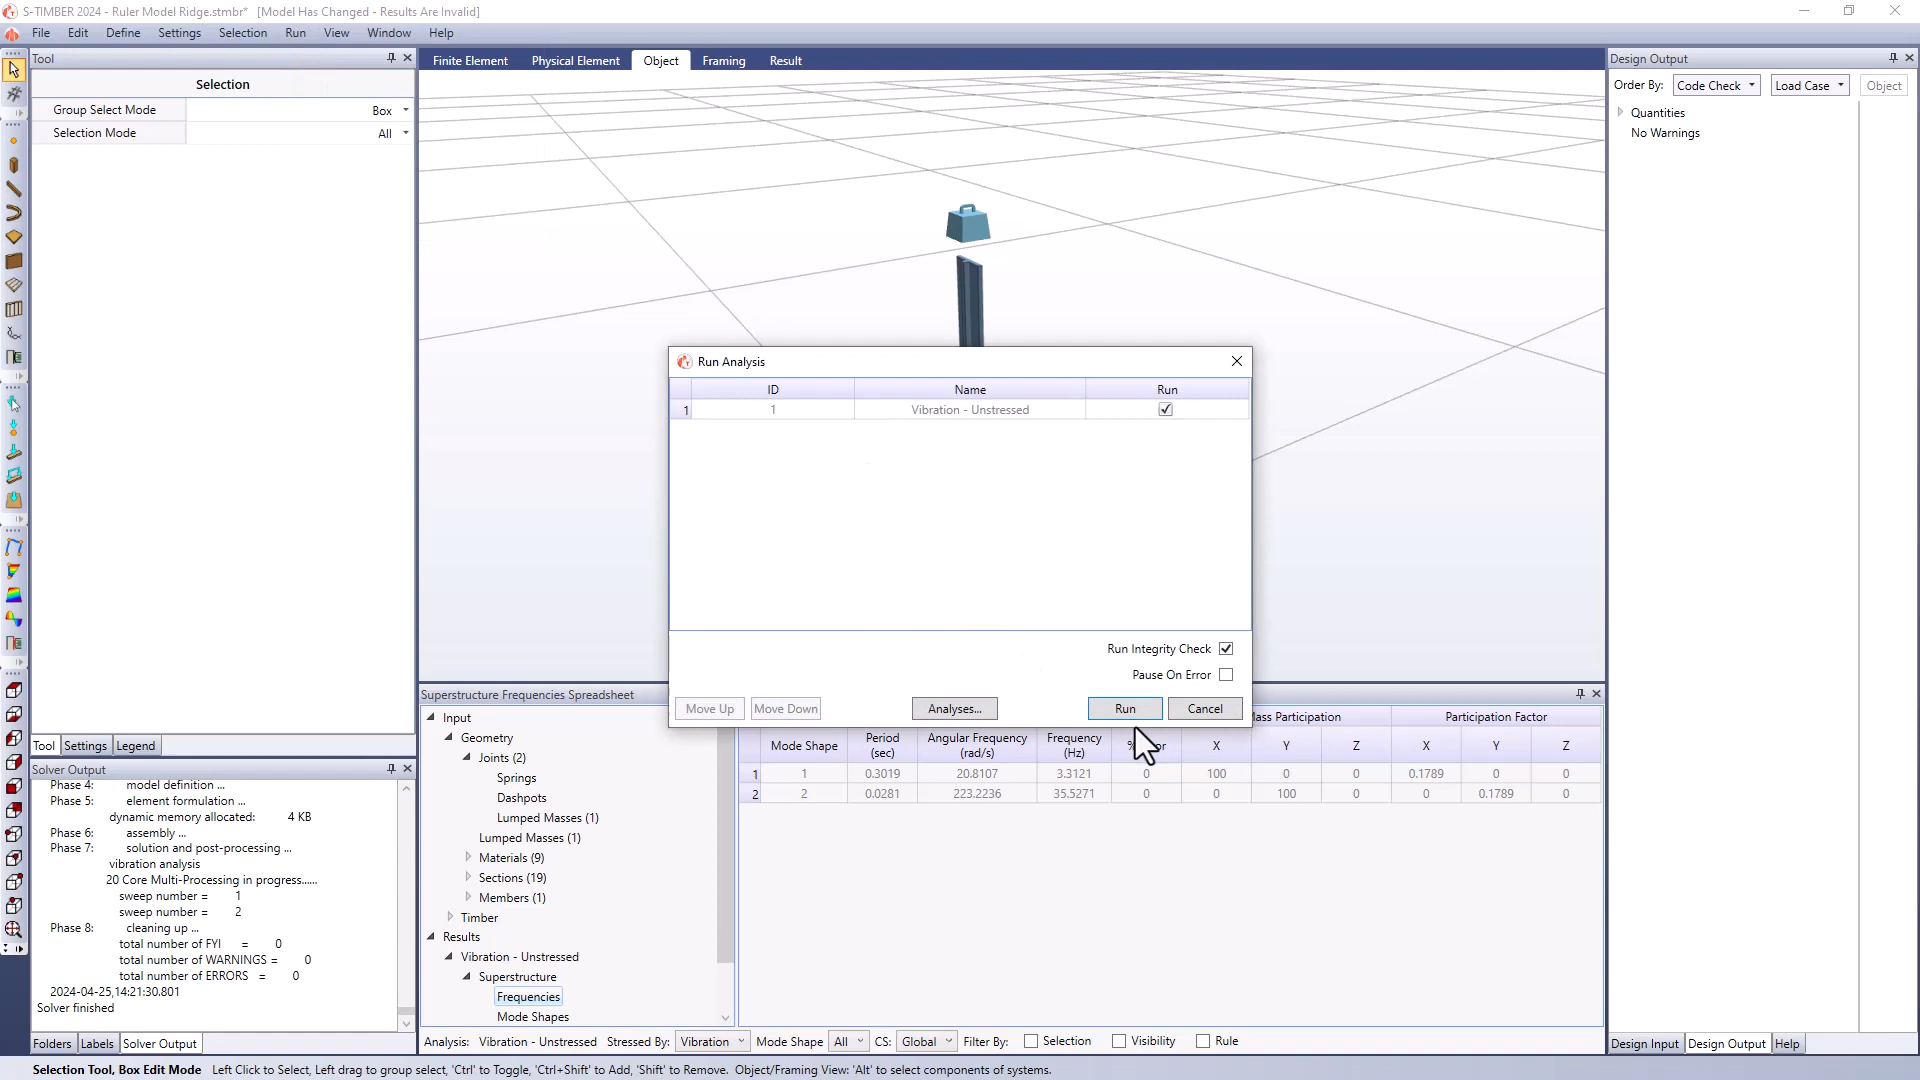 S-TIMBER 2024 - Ruler Model Ridge.stmbr* [Model Has Changed - Results Are Invalid]
File Edit Define Settings Selection Run View Window Help
Tool
Selection
Group Select Mode Box
Selection Mode All
Tool Settings Legend
Finite Element Physical Element Object Framing Result
Design Output
Order By: Code Check Load Case Object
Quantities
No Warnings
Run Analysis
ID Name Run
1 1 Vibration - Unstressed
Run Integrity Check
Pause On Error
Move Up Move Down Analyses... Run Cancel
Solver Output
Phase 4: model definition ...
Phase 5: element formulation ...
dynamic memory allocated: 4 KB
Phase 6: assembly ...
Phase 7: solution and post-processing ...
vibration analysis
20 Core Multi-Processing in progress......
sweep number = 1
sweep number = 2
Phase 8: cleaning up ...
total number of FYI = 0
total number of WARNINGS = 0
total number of ERRORS = 0
2024-04-25,14:21:30.801
Solver finished
Folders Labels Solver Output
Superstructure Frequencies Spreadsheet
Input
Geometry
Joints (2)
Springs
Dashpots
Lumped Masses (1)
Lumped Masses (1)
Materials (9)
Sections (19)
Members (1)
Timber
Results
Vibration - Unstressed
Superstructure
Frequencies
Mode Shapes
Participation Participation Factor
Mode Shape Period (sec) Angular Frequency (rad/s) Frequency (Hz) X Y Z X Y Z
1 1 0.3019 20.8107 3.3121 0 100 0 0 0.1789 0 0
2 2 0.0281 223.2236 35.5271 0 0 100 0 0 0.1789 0
Analysis: Vibration - Unstressed Stressed By: Vibration Mode Shape All CS: Global Filter By: Selection Visibility Rule
Design Input Design Output Help
Selection Tool, Box Edit Mode Left Click to Select, Left drag to group select, 'Ctrl' to Toggle, 'Ctrl+Shift' to Add, 'Shift' to Remove. Object/Framing View: 'Alt' to select components of systems.